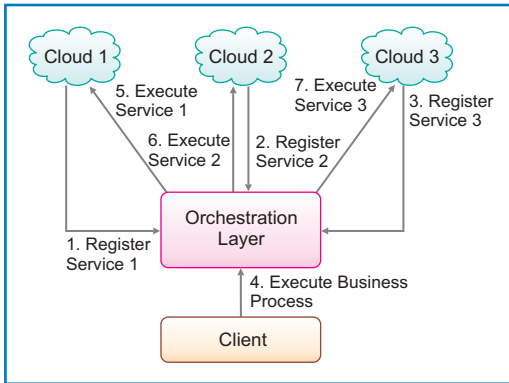 Cloud 1
Cloud 2
Cloud 3
5. Execute
Service 1
7. Execute
Service 3
3. Register
Service 3
6. Execute
Service 2
2. Register
Service 2
Orchestration
Layer
1. Register
Service 1
4. Execute Business
Process
Client